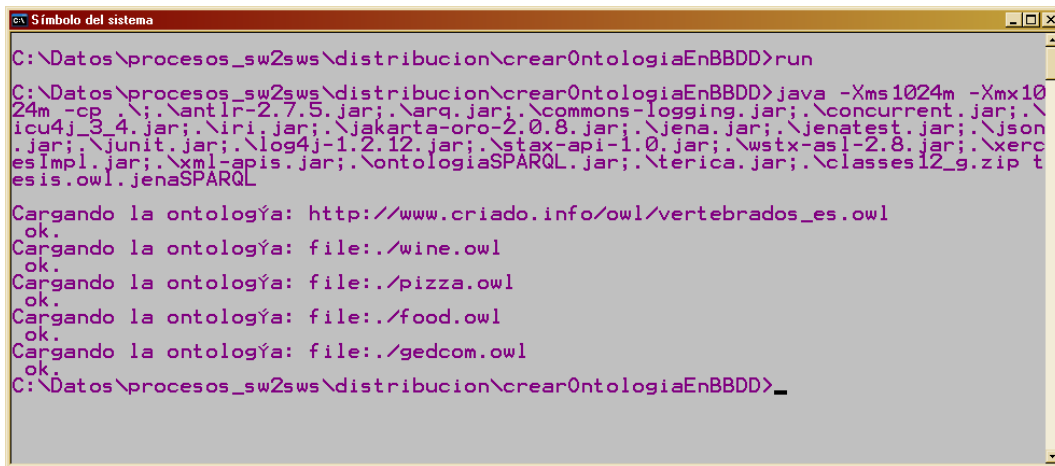 Símbolo del sistema
C:\Datos\procesos_sw2sws\distribucion\crearOntologiaEnBBDD>run
C:\Datos\procesos_sw2sws\distribucion\crearOntologiaEnBBDD>java -Xms1024m -Xmx10
24m -cp .\;.\antlr-2.7.5.jar;.\arq.jar;.\commons-logging.jar;.\concurrent.jar;.\
icu4j_3_4.jar;.\iri.jar;.\jakarta-oro-2.0.8.jar;.\jena.jar;.\jenatest.jar;.\json
.jar;.\junit.jar;.\log4j-1.2.12.jar;.\stax-api-1.0.jar;.\wstx-asl-2.8.jar;.\xerc
esImpl.jar;.\xml-apis.jar;.\ontologiaSPARQL.jar;.\terica.jar;.\classes12_g.zip t
esis.owl.jenaSPARQL
Cargando la ontologÝa: http://www.criado.info/owl/vertebrados_es.owl
ok.
Cargando la ontologÝa: file:./wine.owl
ok.
Cargando la ontologÝa: file:./pizza.owl
ok.
Cargando la ontologÝa: file:./food.owl
ok.
Cargando la ontologÝa: file:./gedcom.owl
ok.
C:\Datos\procesos_sw2sws\distribucion\crearOntologiaEnBBDD>_